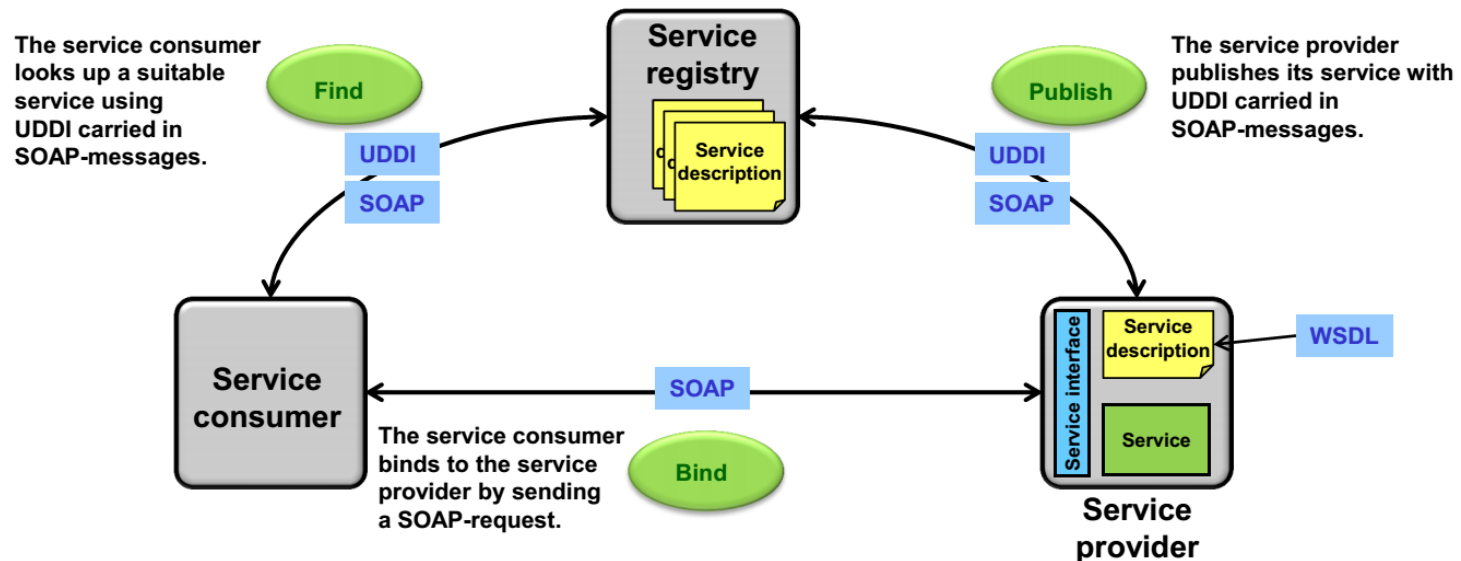 The service consumer
looks up a suitable
service using
UDDI carried in
SOAP-messages.
Find
UDDI
SOAP
Service
registry
Service
description
Publish
UDDI
SOAP
The service provider
publishes its service with
UDDI carried in
SOAP-messages.
Service
consumer
SOAP
The service consumer
binds to the service
provider by sending
a SOAP-request.
Bind
Service interface
Service
description
Service
WSDL
Service
provider